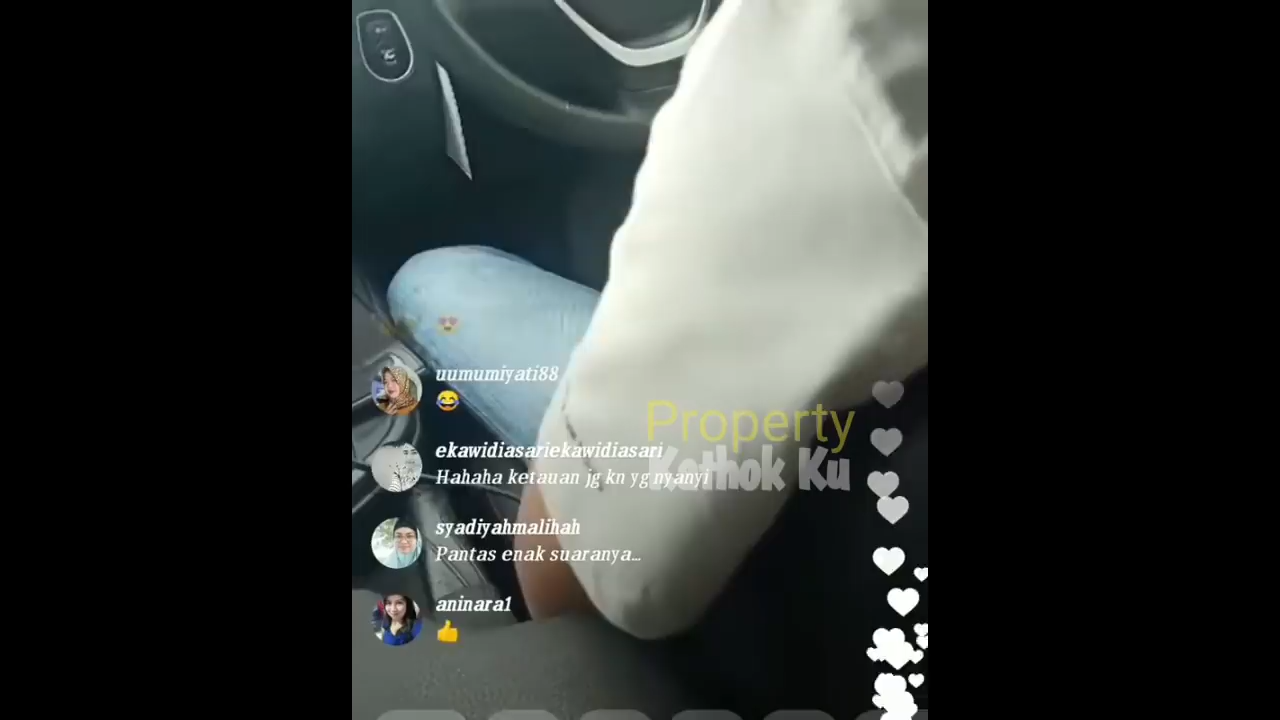 uumumiyati88
😂
ekawidiasariekawidiasari
Hahaha ketauan jg kn yg nyanyi
syadiyahmalihah
Pantas enak suaranya...
aninara1
👍
Property
Kathok Ku